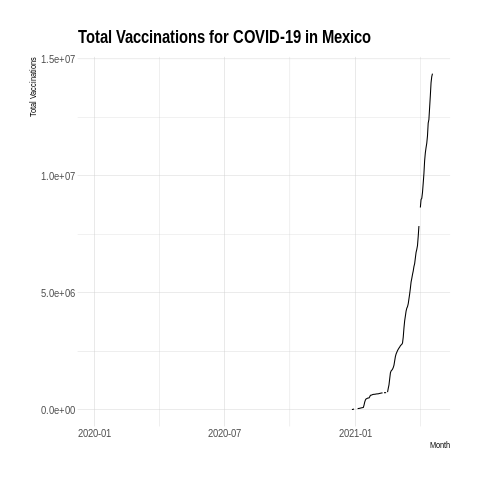 Total Vaccinations for COVID-19 in Mexico
Total Vaccinations
1.5e+07
1.0e+07
5.0e+06
0.0e+00
2020-01
2020-07
2021-01
Month